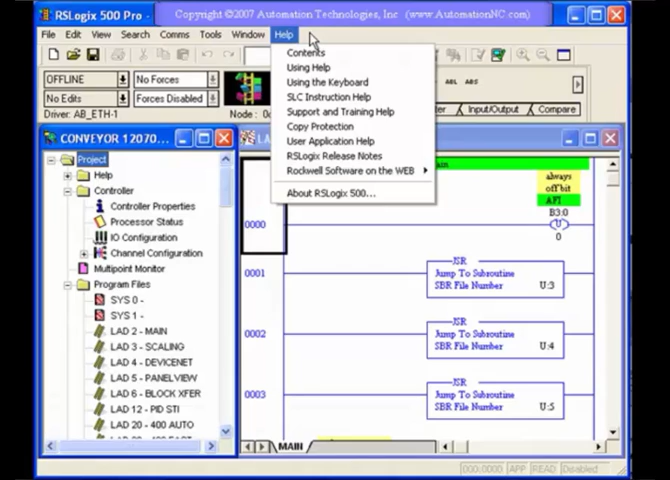 RSLogix 500 Pro -
Copyright ©2007 Automation Technologies, Inc (www.AutomationNC.com)
File Edit View Search Comms Tools Window Help
Contents
Using Help
Using the Keyboard
SLC Instruction Help
Support and Training Help
Copy Protection
User Application Help
RSLogix Release Notes
Rockwell Software on the WEB
About RSLogix 500...
OFFLINE No Forces
No Edits Forces Disabled
Driver: AB_ETH-1 Node :
ABL ABS
Input/Output Compare
CONVEYOR 12070...
Project
Help
Controller
Controller Properties
Processor Status
IO Configuration
Channel Configuration
Multipoint Monitor
Program Files
SYS 0 -
SYS 1 -
LAD 2 - MAIN
LAD 3 - SCALING
LAD 4 - DEVICENET
LAD 5 - PANELVIEW
LAD 6 - BLOCK XFER
LAD 12 - PID STI
LAD 20 - 400 AUTO
always
off bit
AFI
B3:0
U
0
0000
0001
JSR
Jump To Subroutine
SBR File Number U:3
0002
JSR
Jump To Subroutine
SBR File Number U:4
0003
JSR
Jump To Subroutine
SBR File Number U:5
MAIN
000:0000 APP READ Disabled